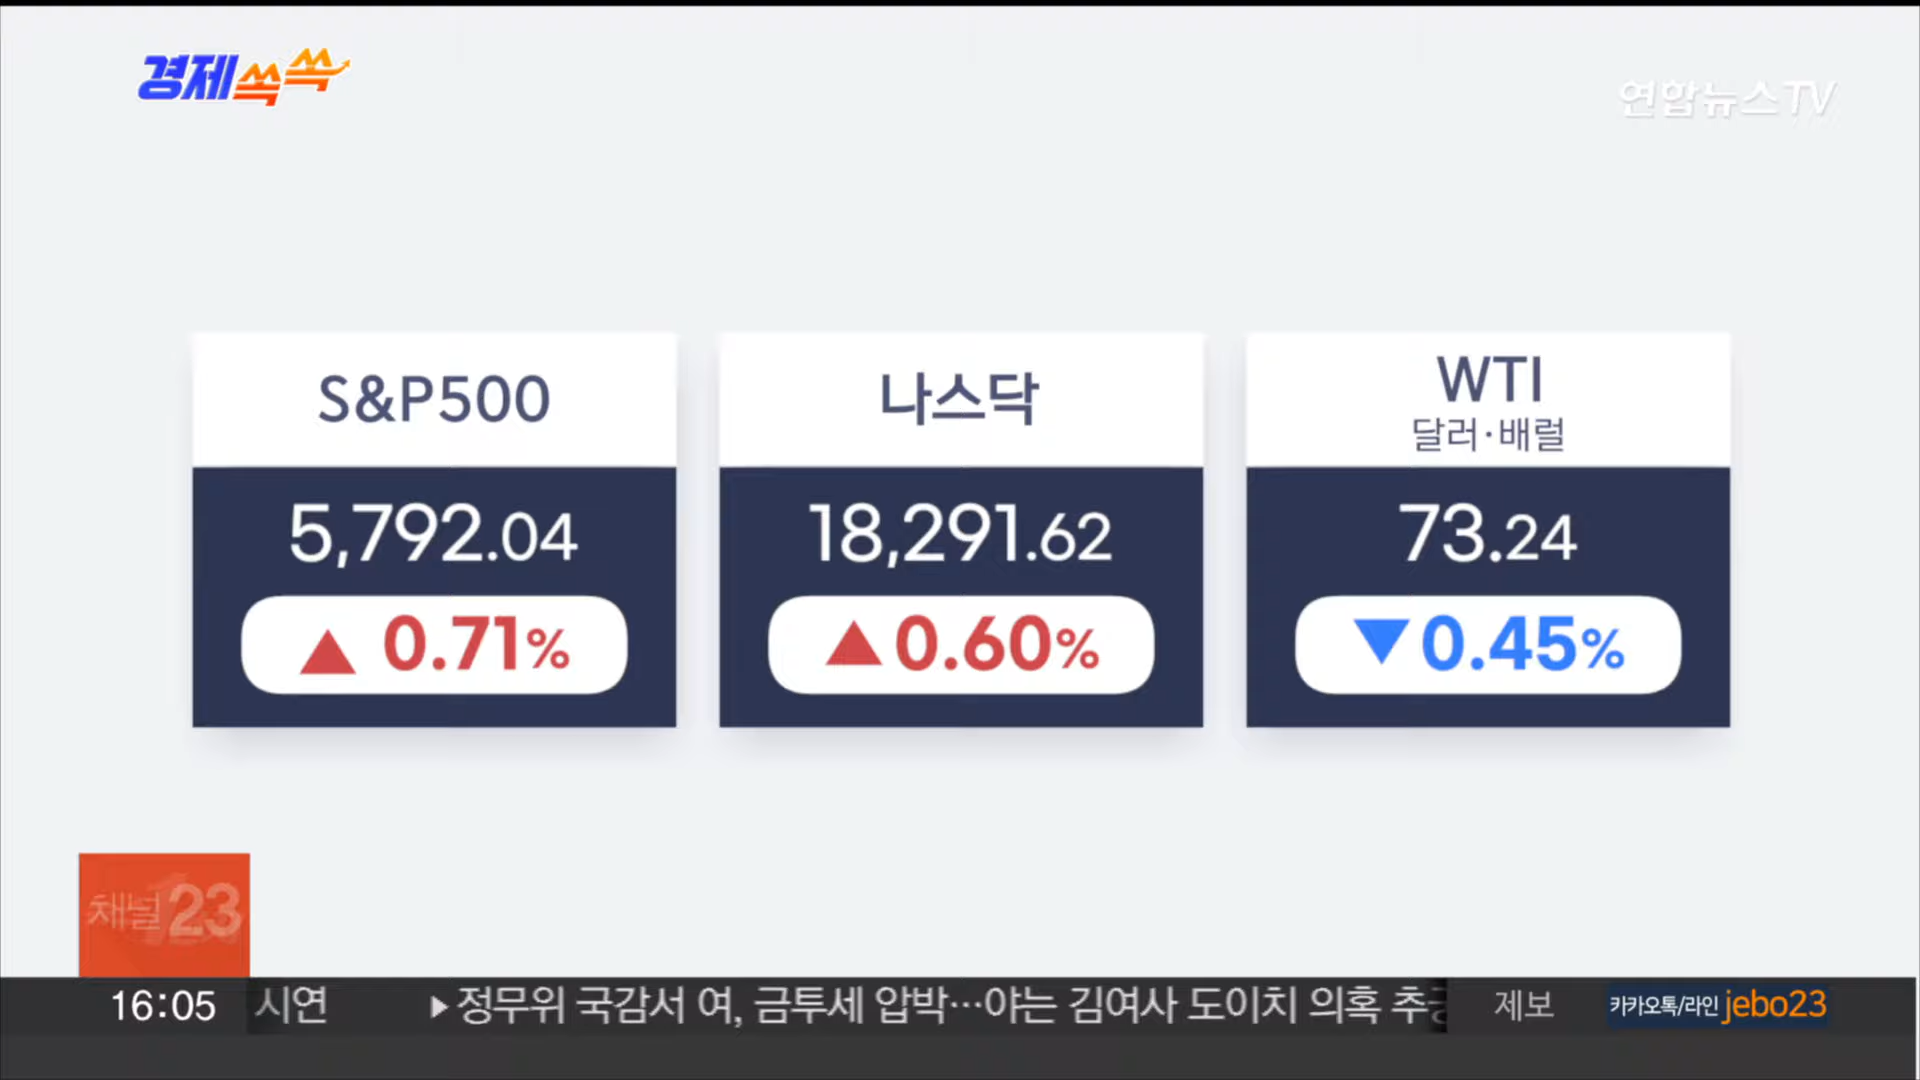 경제쏙쏙
연합뉴스TV
S&P500
5,792.04
▲ 0.71%
나스닥
18,291.62
▲0.60%
WTI
달러·배럴
73.24
▼0.45%
채널 23
16:05
시연 ▶정무위 국감서 여, 금투세 압박…야는 김여사 도이치 의혹
제보
카카오톡/라인 jebo23